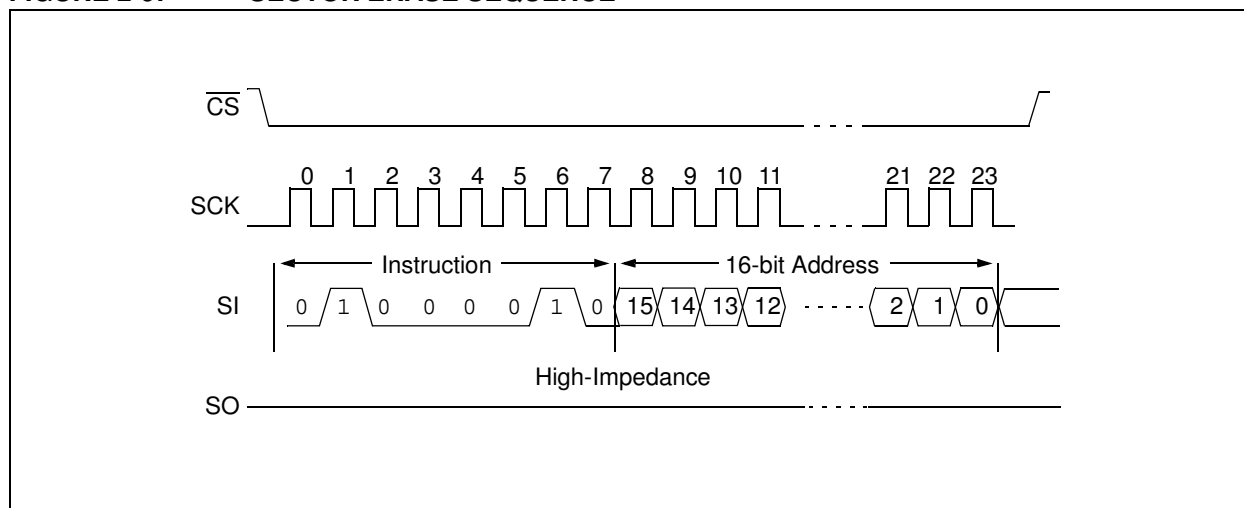 CS
0 1 2 3 4 5 6 7 8 9 10 11 21 22 23
SCK
Instruction 16-bit Address
SI 0 1 0 0 0 0 1 0 15 14 13 12 2 1 0
High-Impedance
SO